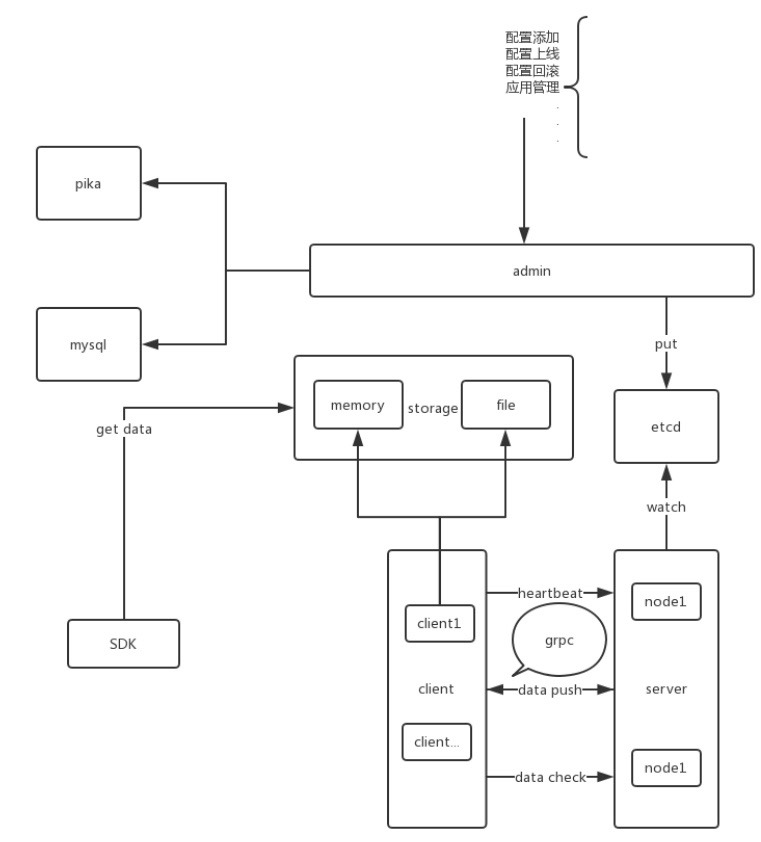 配置添加
配置上线
配置回滚
应用管理
.
.
.
pika
admin
mysql
put
memory
storage
file
get data
etcd
watch
heartbeat
node1
client1
grpc
SDK
client
data push
server
client...
node1
data check